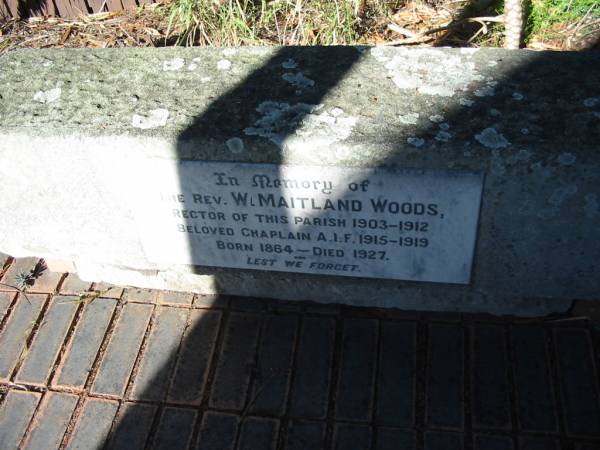 In Memory of
THE REV. W. MAITLAND WOODS,
RECTOR OF THIS PARISH 1903-1912
BELOVED CHAPLAIN A.I.F. 1915-1919
BORN 1864 - DIED 1927.
LEST WE FORGET.